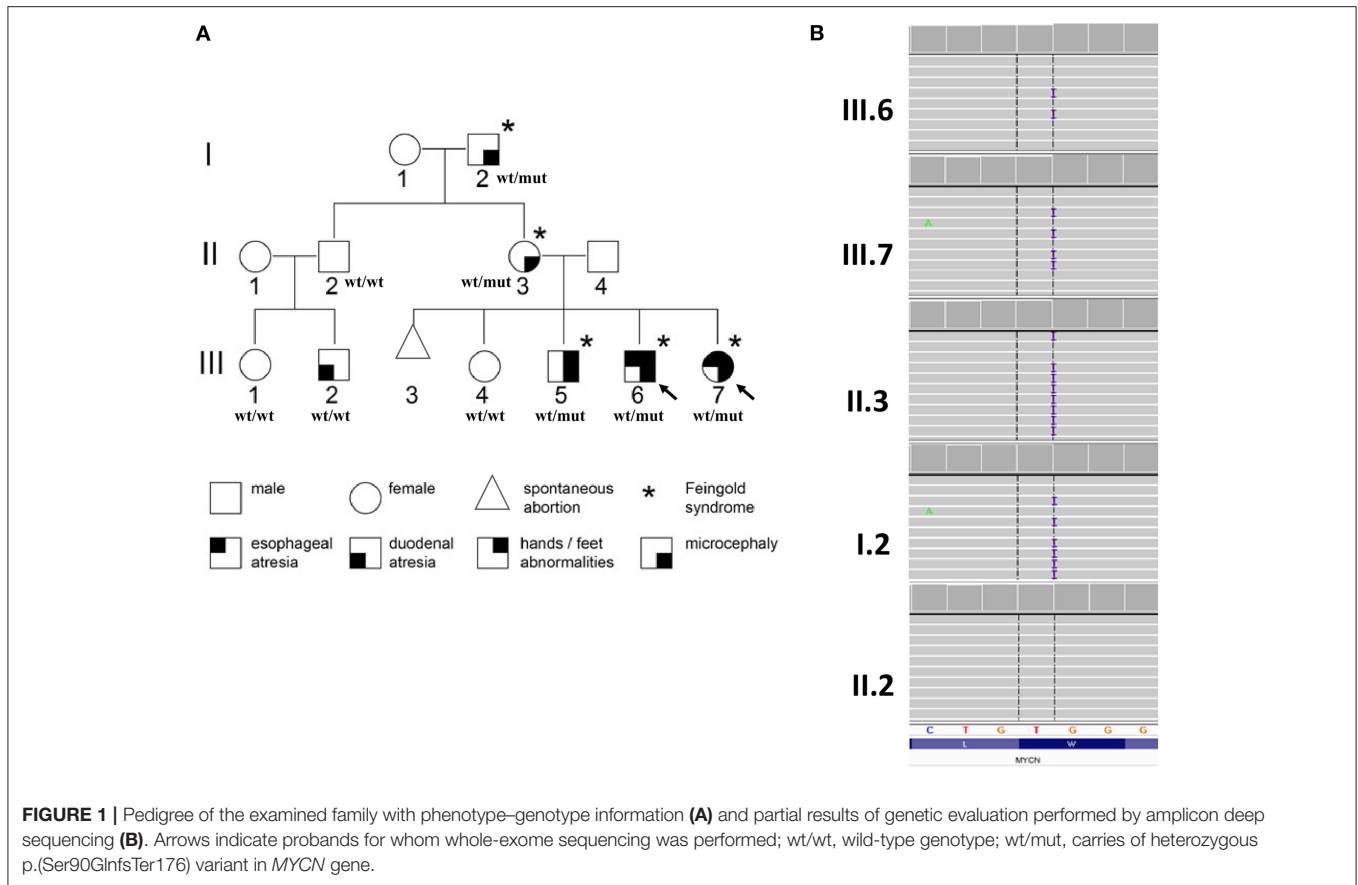 A
B
I
1
2
wt/mut
*
II
1
2
wt/wt
wt/mut
3
*
4
III
1
2
3
4
5
6
7
*
*
*
wt/wt
wt/wt
wt/wt
wt/mut
wt/mut
wt/mut
male
female
spontaneous
abortion
*
Feingold
syndrome
esophageal
atresia
duodenal
atresia
hands / feet
abnormalities
microcephaly
III.6
I
I
III.7
A
I
I
I
I
II.3
I
I
I
I
I
I
I
I
I.2
A
I
I
I
I
I
II.2
C T G T G G G
L W
MYCN
FIGURE 1 | Pedigree of the examined family with phenotype–genotype information (A) and partial results of genetic evaluation performed by amplicon deep
sequencing (B). Arrows indicate probands for whom whole-exome sequencing was performed; wt/wt, wild-type genotype; wt/mut, carries of heterozygous
p.(Ser90GlnfsTer176) variant in MYCN gene.